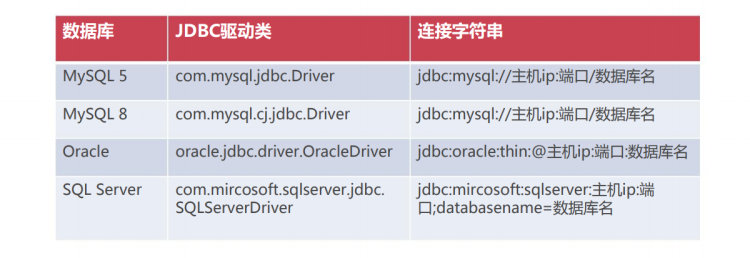 数据库 JDBC驱动类 连接字符串
MySQL 5 com.mysql.jdbc.Driver jdbc:mysql://主机ip:端口/数据库名
MySQL 8 com.mysql.cj.jdbc.Driver jdbc:mysql://主机ip:端口/数据库名
Oracle oracle.jdbc.driver.OracleDriver jdbc:oracle:thin:@主机ip:端口:数据库名
SQL Server com.mircosoft.sqlserver.jdbc. jdbc:mircosoft:sqlserver:主机ip:端
SQLServerDriver 口;databasename=数据库名